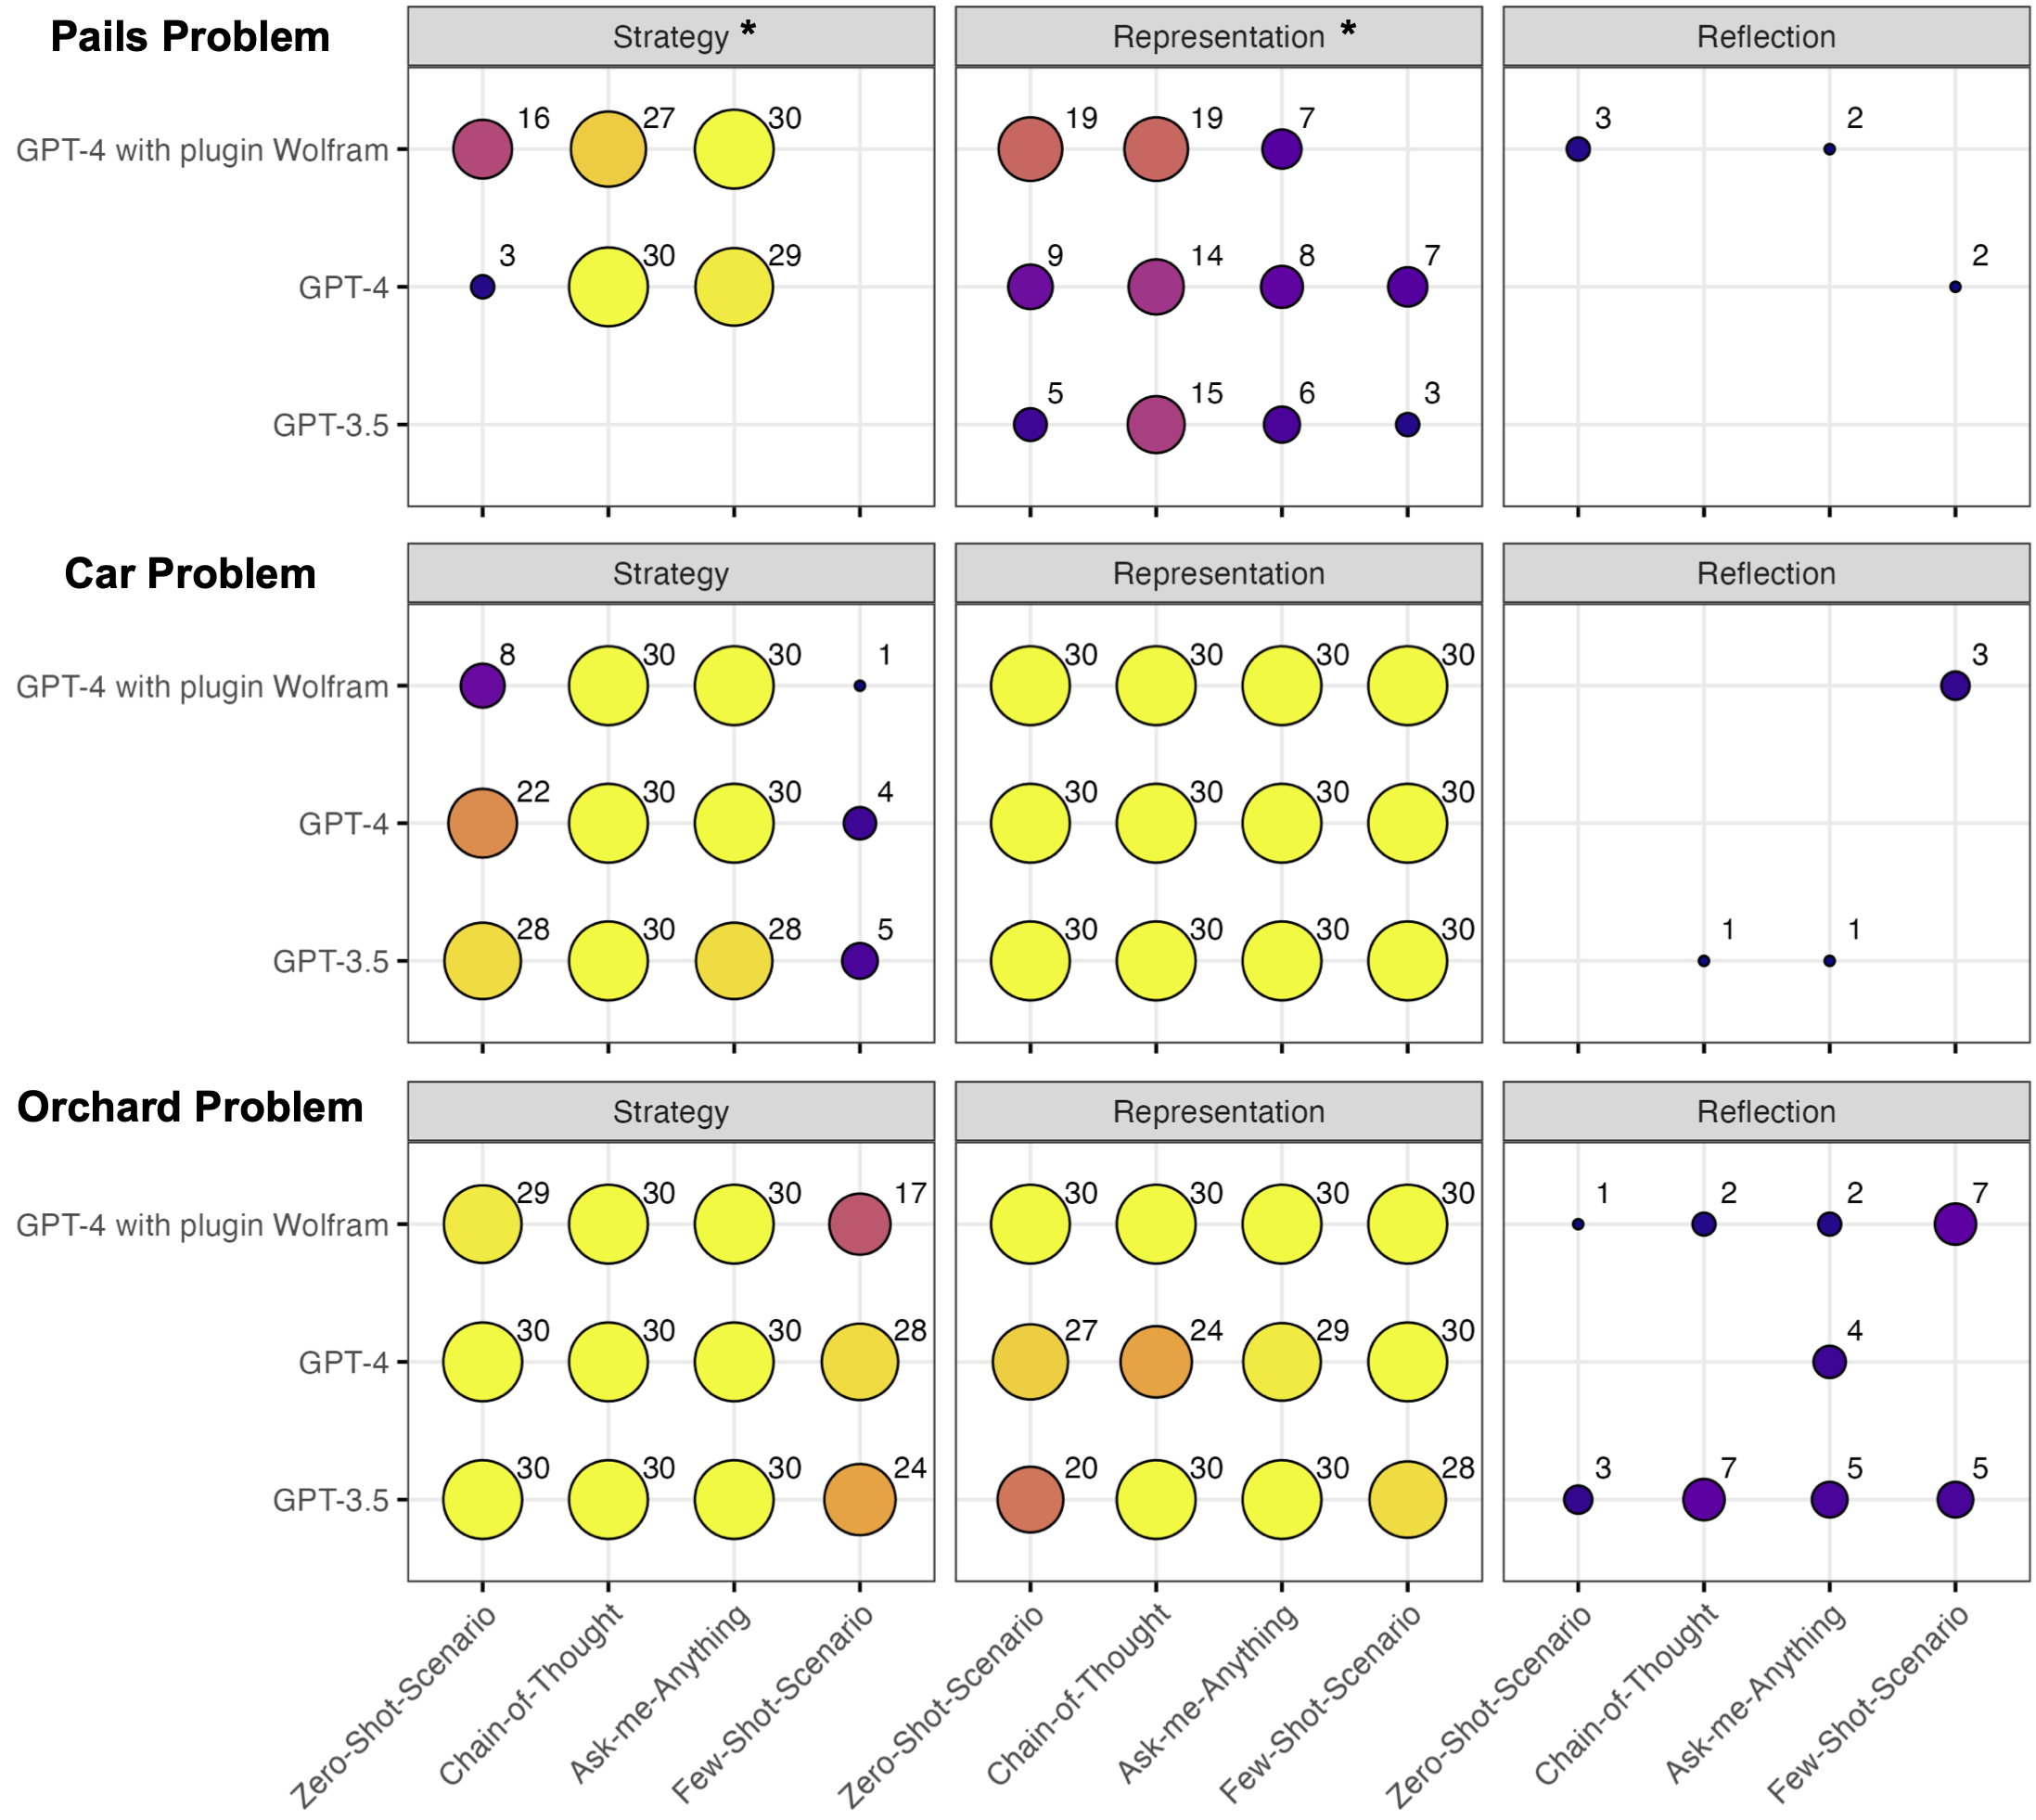 Pails Problem
Strategy *
Representation *
Reflection
GPT-4 with plugin Wolfram
16 27 30
19 19 7
3 2
GPT-4
3 30 29
9 14 8 7
2
GPT-3.5
5 15 6 3
Car Problem
Strategy
Representation
Reflection
GPT-4 with plugin Wolfram
8 30 30 1
30 30 30 30
3
GPT-4
22 30 30 4
30 30 30 30
GPT-3.5
28 30 28 5
30 30 30 30
1 1
Orchard Problem
Strategy
Representation
Reflection
GPT-4 with plugin Wolfram
29 30 30 17
30 30 30 30
1 2 2 7
GPT-4
30 30 30 28
27 24 29 30
4
GPT-3.5
30 30 30 24
20 30 30 28
3 7 5 5
Zero-Shot-Scenario
Chain-of-Thought
Ask-me-Anything
Few-Shot-Scenario
Zero-Shot-Scenario
Chain-of-Thought
Ask-me-Anything
Few-Shot-Scenario
Zero-Shot-Scenario
Chain-of-Thought
Ask-me-Anything
Few-Shot-Scenario